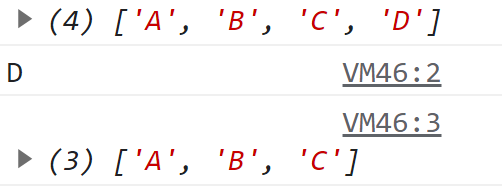 (4) ['A', 'B', 'C', 'D']
D VM46:2
VM46:3
(3) ['A', 'B', 'C']